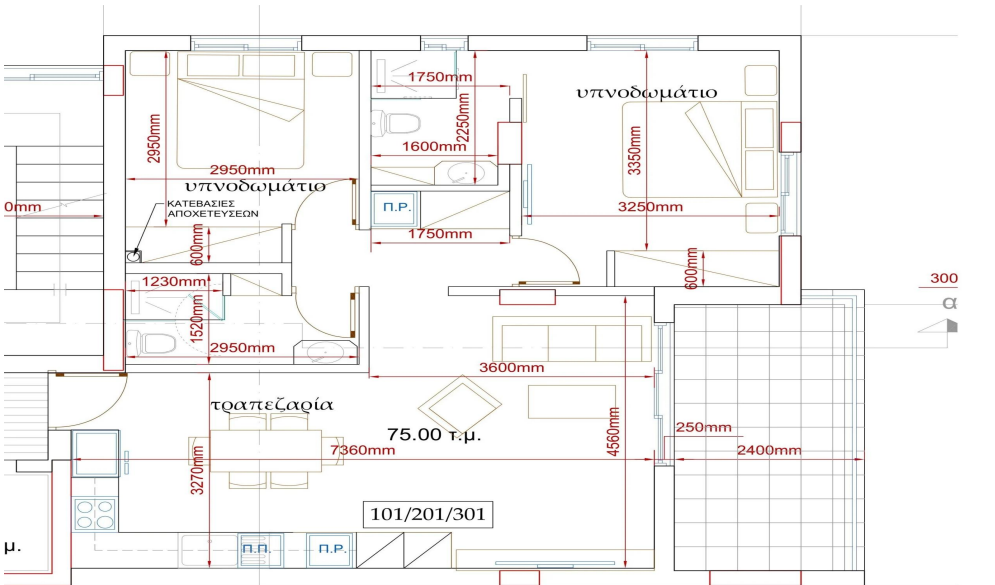 1750mm
υπνοδωμάτιο
2950mm
2250mm
3350mm
1600mm
2950mm
υπνοδωμάτιο
ΚΑΤΕΒΑΣΙΕΣ
ΑΠΟΧΕΤΕΥΣΕΩΝ
Π.Ρ.
3250mm
0mm
1750mm
600mm
600mm
1230mm
300
α
1520mm
2950mm
3600mm
τραπεζαρία
75.00 τ.μ.
4560mm
250mm
7360mm
2400mm
3270mm
101/201/301
μ.
Π.Π.
Π.Ρ.